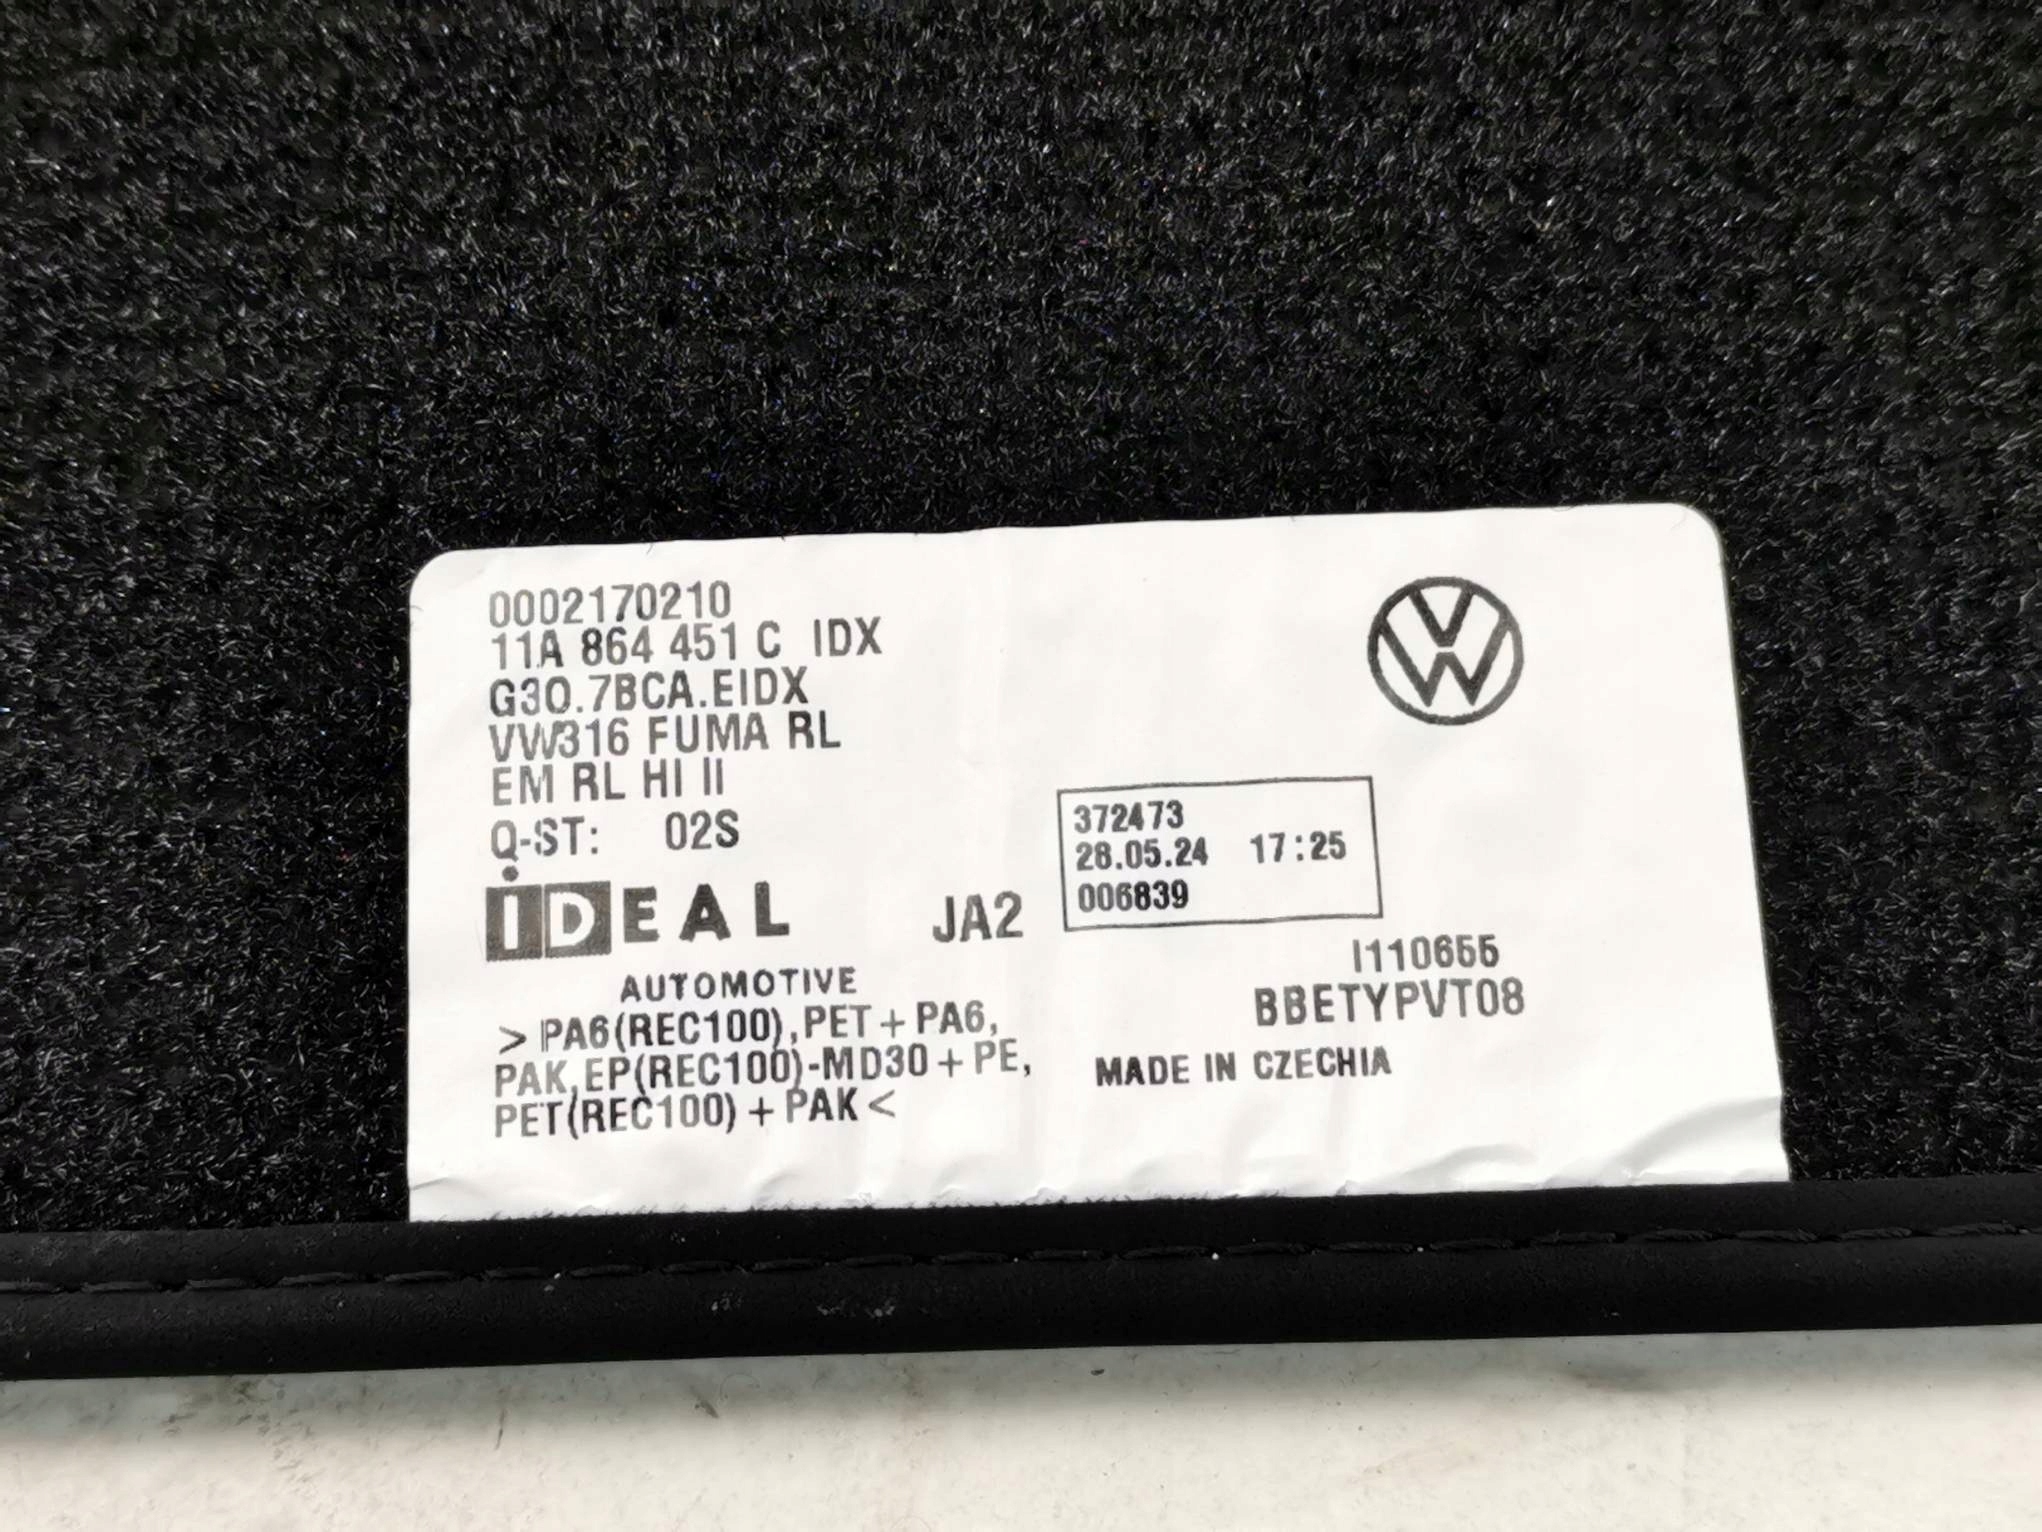 0002170210
11A 864 451 C IDX
G30.7BCA.EIDX
VW316 FUMA RL
EM RL HI II
Q-ST: 02S
IDEAL
AUTOMOTIVE
JA2
372473
28.05.24 17:25
006839
I110655
BBETYPVT08
>PA6(REC100),PET+PA6,
PAK,EP(REC100)-MD30+PE,
PET(REC100)+PAK<
MADE IN CZECHIA
VW